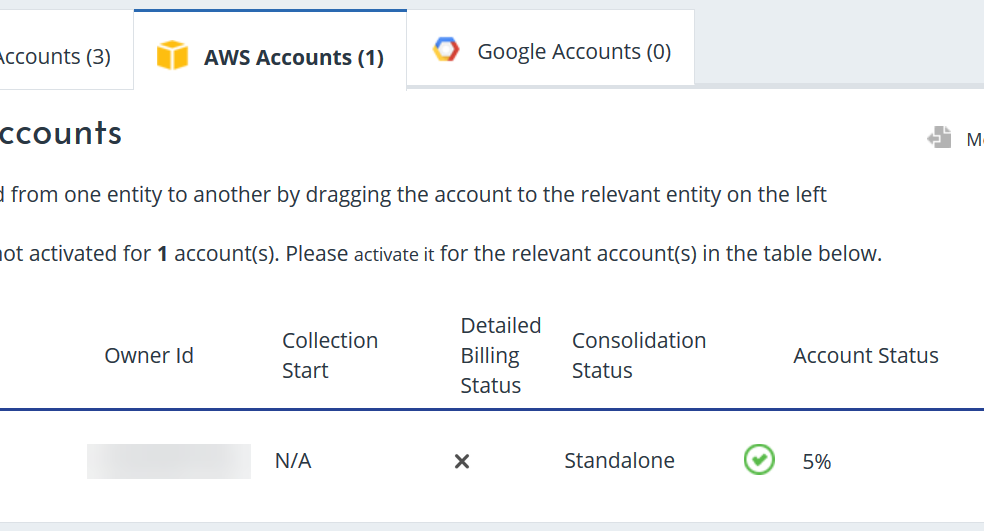 Accounts (3)
AWS Accounts (1)
Google Accounts (0)
ccounts
from one entity to another by dragging the account to the relevant entity on the left
not activated for 1 account(s). Please activate it for the relevant account(s) in the table below.
Owner Id
Collection
Start
Detailed
Billing
Status
Consolidation
Status
Account Status
N/A
Standalone
5%